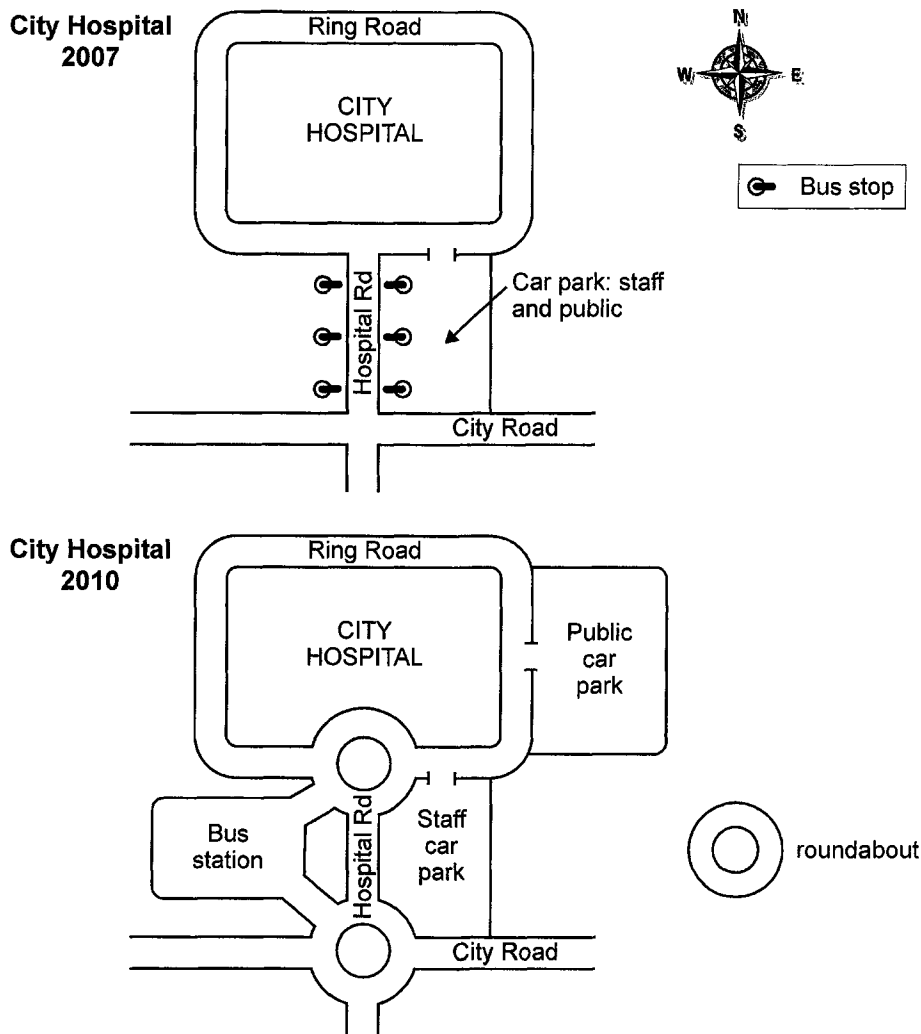 City Hospital
2007
Ring Road
CITY
HOSPITAL
N
W
E
S
Bus stop
Hospital Rd
Car park: staff
and public
City Road
City Hospital
2010
Ring Road
CITY
HOSPITAL
Public
car
park
Bus
station
Hospital Rd
Staff
car
park
roundabout
City Road